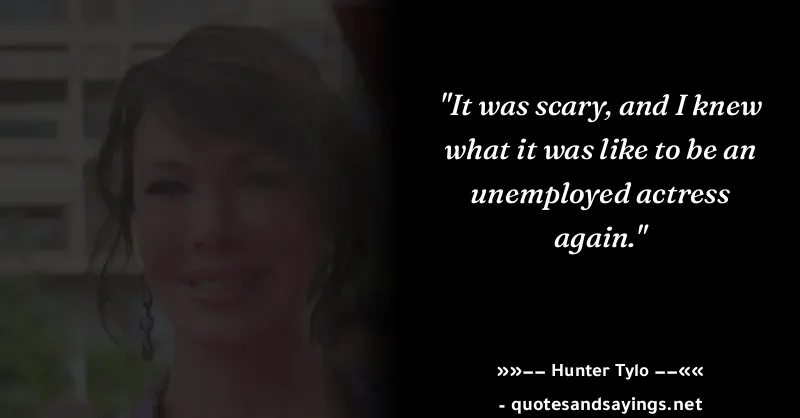 "It was scary, and I knew
what it was like to be an
unemployed actress
again."
»»−− Hunter Tylo −−««
- quotesandsayings.net